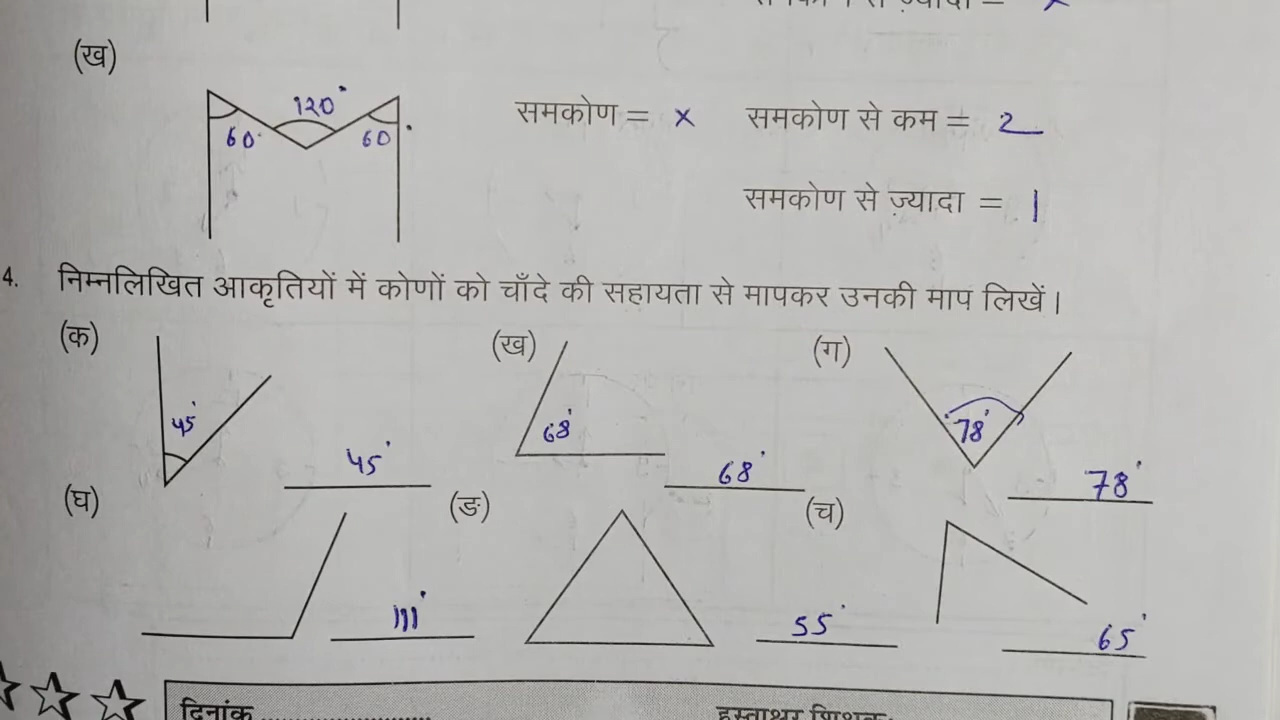 समकोण से ज़्यादा = x
(ख)
120°
60°
60°
समकोण = x समकोण से कम = 2
समकोण से ज़्यादा = 1
4. निम्नलिखित आकृतियों में कोणों को चाँदे की सहायता से मापकर उनकी माप लिखें।
(क) 45° 45°
(ख) 68° 68°
(ग) 78° 78°
(घ) 111°
(ङ) 55°
(च) 65°
दिनांक
हस्ताक्षर शिक्षक